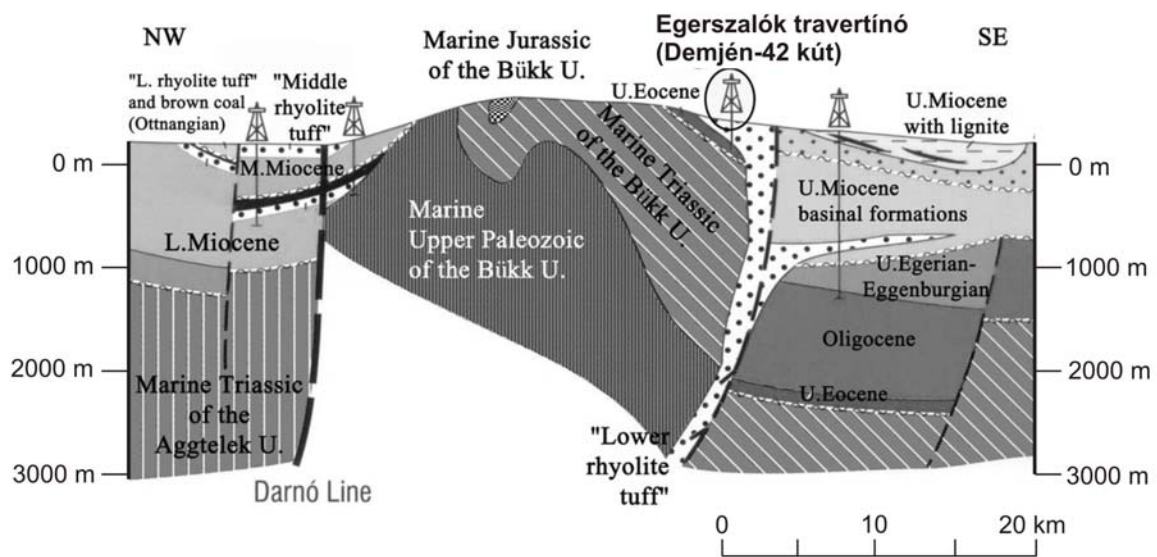 NW
Egerszalók travertínó
(Demjén-42 kút)
SE
Marine Jurassic
of the Bükk U.
"L. rhyolite tuff"
and brown coal
(Ottnangian)
"Middle
rhyolite
tuff"
U.Eocene
U.Miocene
with lignite
0 m
M.Miocene
Marine Triassic
of the Bükk U.
0 m
U.Miocene
basinal formations
Marine
Upper Paleozoic
of the Bükk U.
L.Miocene
1000 m
U.Egerian-
Eggenburgian
1000 m
Oligocene
2000 m
2000 m
Marine Triassic
of the
Aggtelek U.
U.Eocene
"Lower
rhyolite
tuff"
3000 m
3000 m
Darnó Line
0 10 20 km